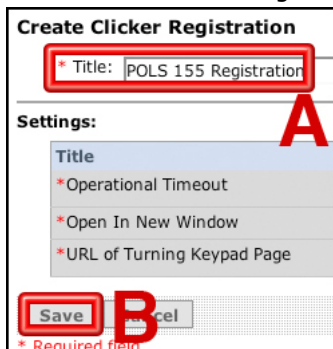 Create Clicker Registration
* Title: POLS 155 Registration
A
Settings:
Title
*Operational Timeout
*Open In New Window
*URL of Turning Keypad Page
Save B cel
* Required field